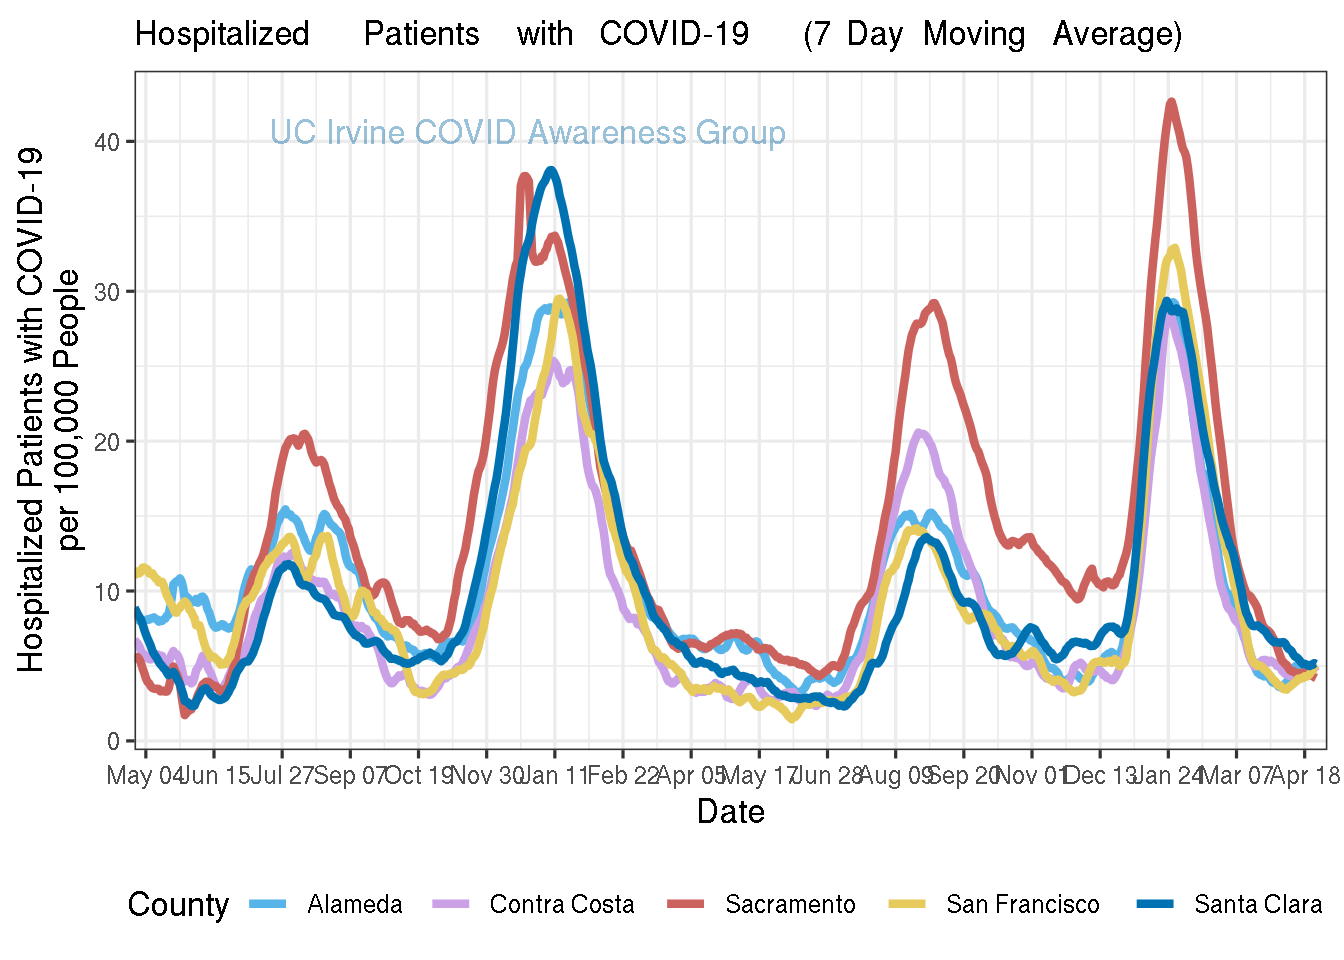 Hospitalized Patients with COVID-19 (7 Day Moving Average)
UC Irvine COVID Awareness Group
Hospitalized Patients with COVID-19
per 100,000 People
40
30
20
10
0
May 04 Jun 15 Jul 27 Sep 07 Oct 19 Nov 30 Jan 11 Feb 22 Apr 05 May 17 Jun 28 Aug 09 Sep 20 Nov 01 Dec 13 Jan 24 Mar 07 Apr 18
Date
County Alameda Contra Costa Sacramento San Francisco Santa Clara